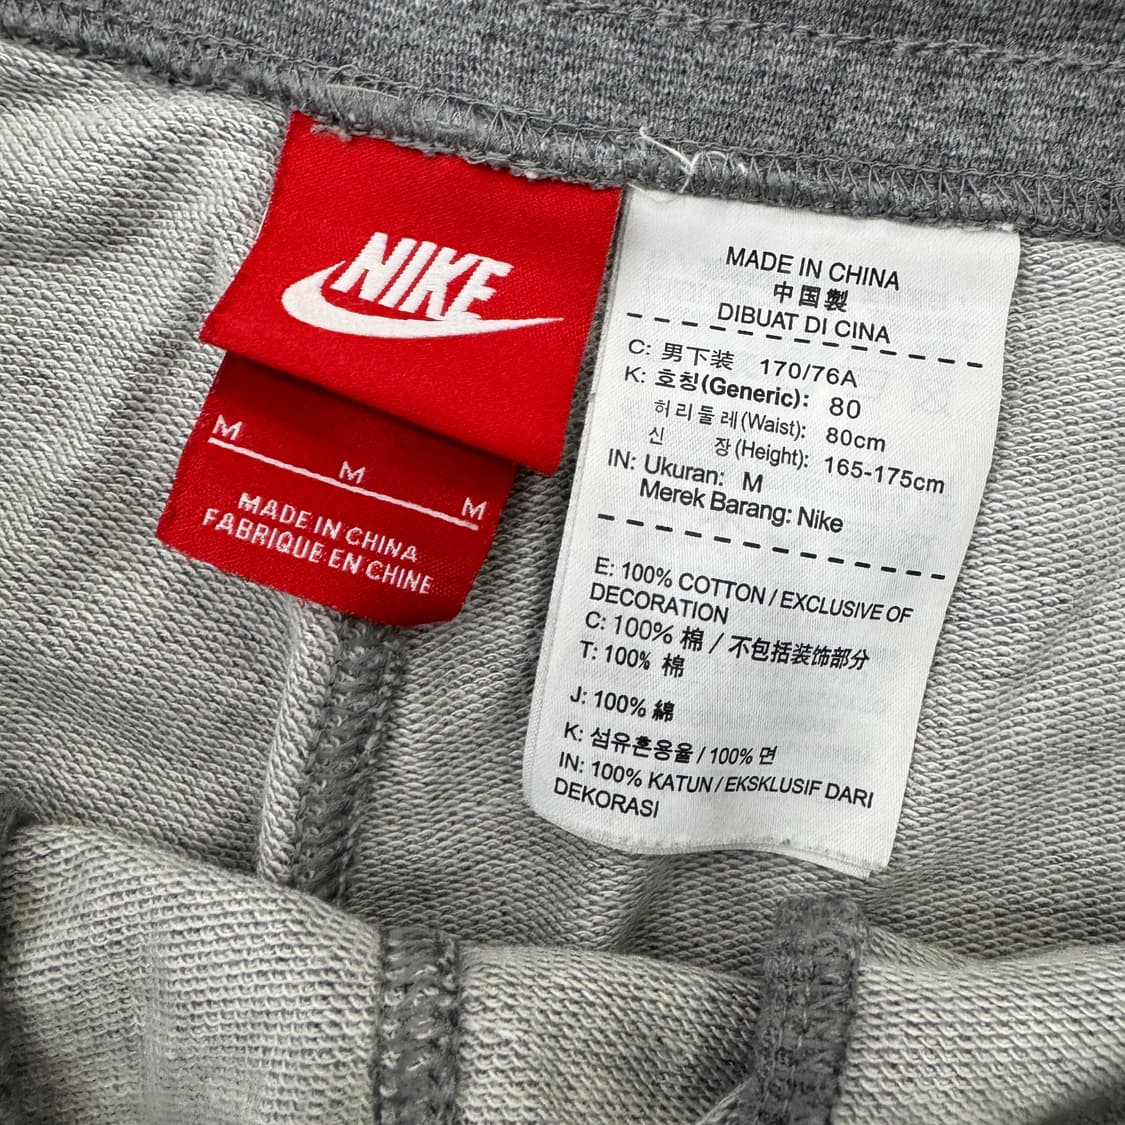 NIKE
M
M
M
MADE IN CHINA
FABRIQUE EN CHINE
MADE IN CHINA
中国製
DIBUAT DI CINA
C: 男下装 170/76A
K: 호칭(Generic): 80
허리둘레(Waist): 80cm
신 장(Height): 165-175cm
IN: Ukuran: M
Merek Barang: Nike
E: 100% COTTON / EXCLUSIVE OF
DECORATION
C: 100% 棉 / 不包括装饰部分
T: 100% 棉
J: 100% 綿
K: 섬유혼용율 / 100% 면
IN: 100% KATUN / EKSKLUSIF DARI
DEKORASI